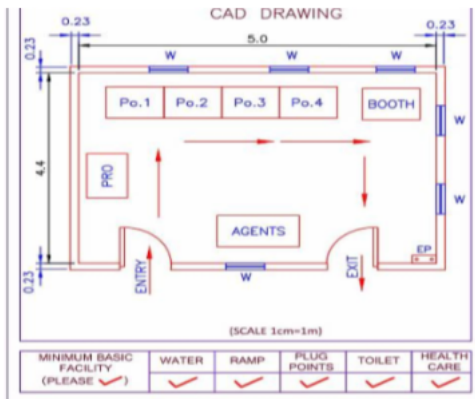 CAD DRAWING
0.23
5.0
0.23
0.23
W
W
W
Po.1
Po.2
Po.3
Po.4
BOOTH
W
4.4
PRO
W
AGENTS
EP
0.23
ENTRY
W
EXIT
(SCALE 1cm=1m)
MINIMUM BASIC
FACILITY
(PLEASE ✓)
WATER
RAMP
PLUG
POINTS
TOILET
HEALTH
CARE
✓ ✓ ✓ ✓ ✓